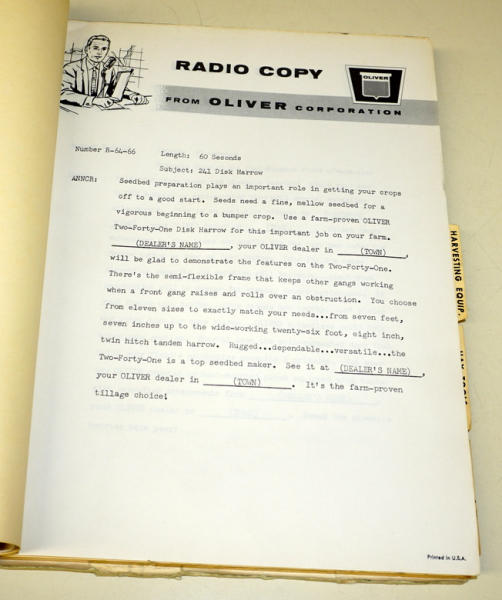 RADIO COPY
OLIVER
FROM OLIVER CORPORATION
Number R-64-66
Length: 60 Seconds
Subject: 241 Disk Harrow
ANNCR: Seedbed preparation plays an important role in getting your crops
off to a good start. Seeds need a fine, mellow seedbed for a
vigorous beginning to a bumper crop. Use a farm-proven OLIVER
Two-Forty-One Disk Harrow for this important job on your farm.
(DEALER'S NAME) , your OLIVER dealer in (TOWN) ,
will be glad to demonstrate the features on the Two-Forty-One.
There's the semi-flexible frame that keeps other gangs working
when a front gang raises and rolls over an obstruction. You choose
from eleven sizes to exactly match your needs...from seven feet,
seven inches up to the wide-working twenty-six foot, eight inch,
twin hitch tandem harrow. Rugged...dependable...versatile...the
Two-Forty-One is a top seedbed maker. See it at (DEALER'S NAME) ,
your OLIVER dealer in (TOWN) . It's the farm-proven
tillage choice!
HARVESTING EQUIP.
Printed in U.S.A.